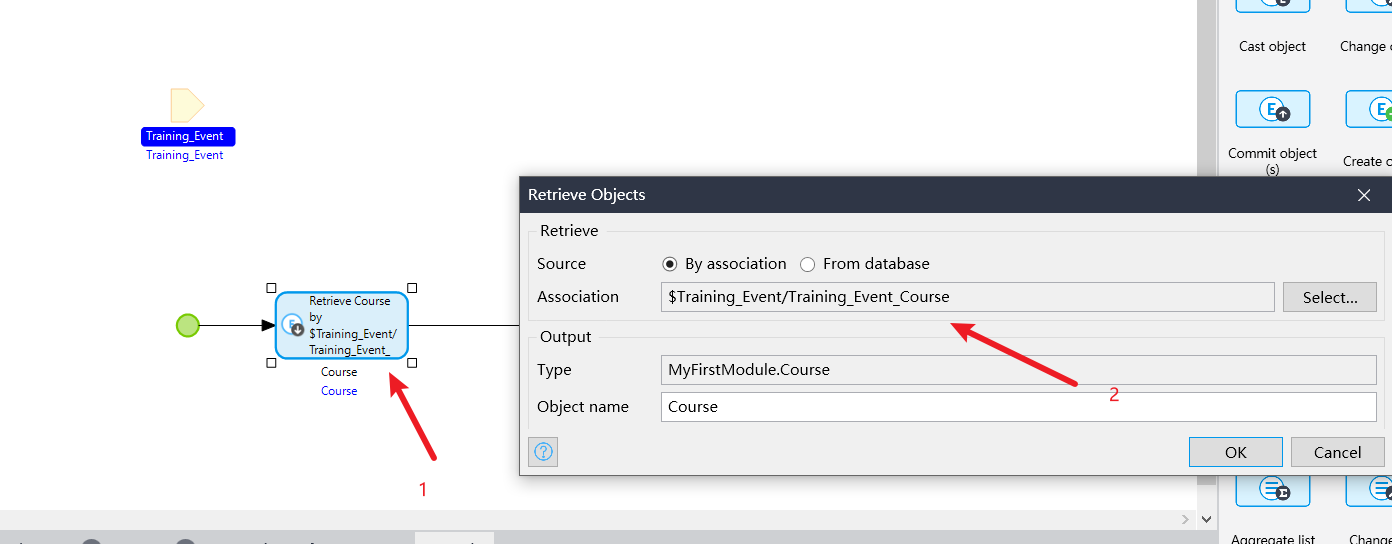 Cast object
Change
Training_Event
Training_Event
Commit object
(s)
Create
Retrieve Objects
Retrieve
Source
By association
From database
Association
$Training_Event/Training_Event_Course
Select...
Retrieve Course
by
$Training_Event/
Training_Event_
Course
Course
Output
Type
MyFirstModule.Course
Object name
Course
OK
Cancel
1
2
Aggregate list
Change